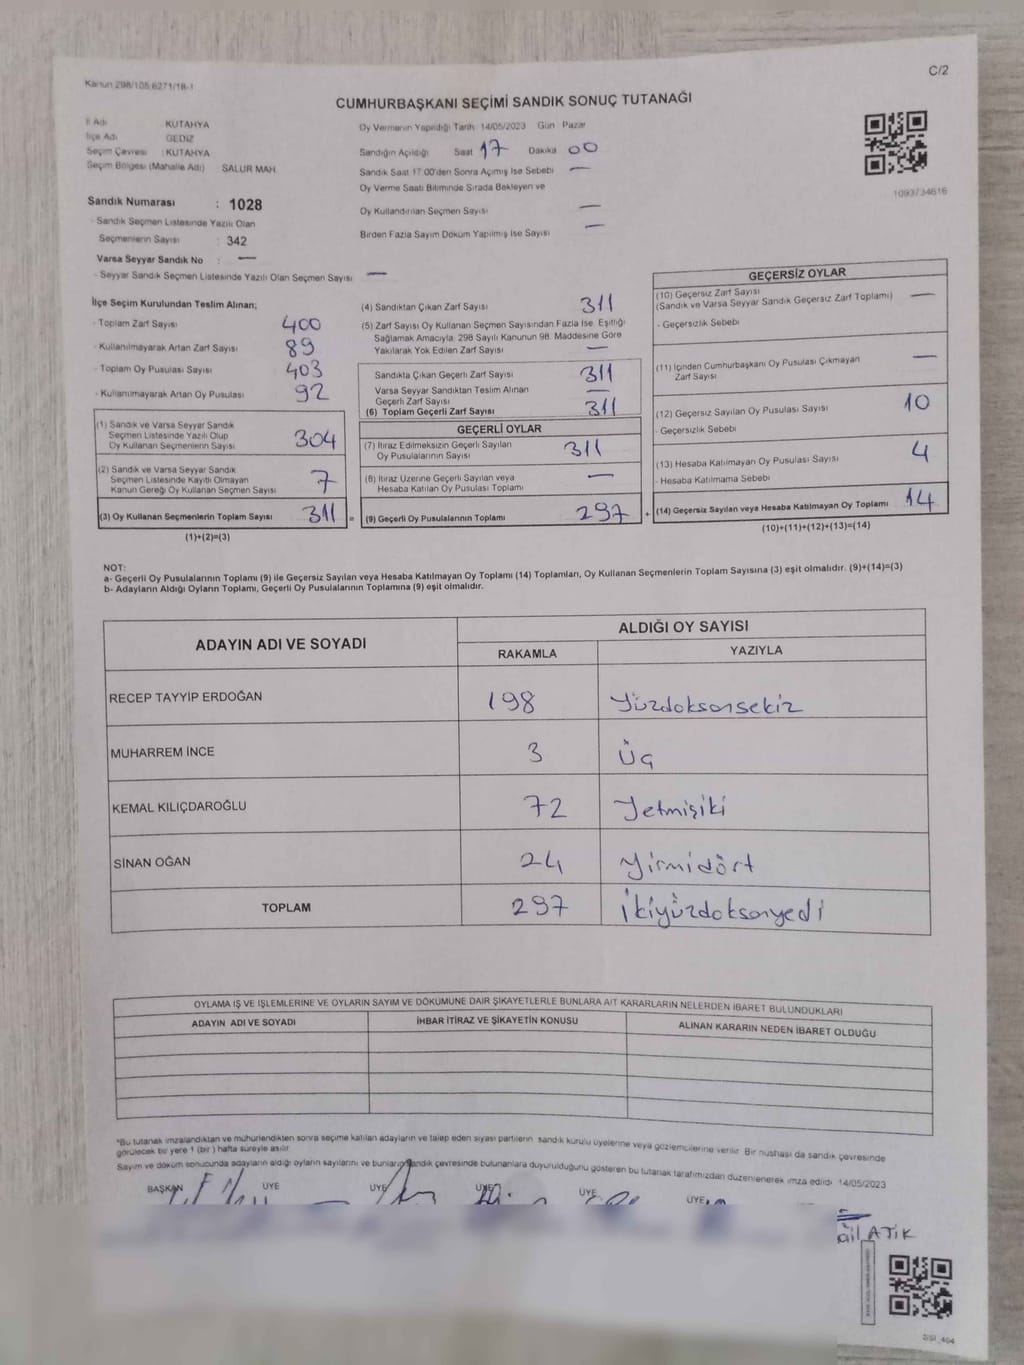 Kanun 298/105 6271/18-1
C/2
CUMHURBAŞKANI SEÇİMİ SANDIK SONUÇ TUTANAĞI
İl Adı KUTAHYA
İlçe Adı GEDİZ
Seçim Çevresi : KUTAHYA
Seçim Bölgesi (Mahalle Adı) SALUR MAH.
Sandık Numarası : 1028
- Sandık Seçmen Listesinde Yazılı Olan
Seçmenlerin Sayısı : 342
Varsa Seyyar Sandık No : —
- Seyyar Sandık Seçmen Listesinde Yazılı Olan Seçmen Sayısı —
Oy Vermenin Yapıldığı Tarih 14/05/2023 Gün Pazar
Sandığın Açıldığı Saat 17 Dakika 00
Sandık Saat 17.00'den Sonra Açımış İse Sebebi —
Oy Verme Saati Bitiminde Sırada Bekleyen ve
Oy Kullandırılan Seçmen Sayısı —
Birden Fazla Sayım Döküm Yapılmış İse Sayısı —
1093734616
İlçe Seçim Kurulundan Teslim Alınan;
- Toplam Zarf Sayısı 400
- Kullanılmayarak Artan Zarf Sayısı 89
- Toplam Oy Pusulası Sayısı 403
- Kullanılmayarak Artan Oy Pusulası 92
(1) Sandık ve Varsa Seyyar Sandık
Seçmen Listesinde Yazılı Olup
Oy Kullanan Seçmenlerin Sayısı 304
(2) Sandık ve Varsa Seyyar Sandık
Seçmen Listesinde Kayıtlı Olmayan
Kanun Gereği Oy Kullanan Seçmen Sayısı 7
(3) Oy Kullanan Seçmenlerin Toplam Sayısı 311 =
(1)+(2)=(3)
(4) Sandıktan Çıkan Zarf Sayısı 311
(5) Zarf Sayısı Oy Kullanan Seçmen Sayısından Fazla İse Eşitliği
Sağlamak Amacıyla 298 Sayılı Kanunun 98. Maddesine Göre
Yakılarak Yok Edilen Zarf Sayısı —
Sandıkta Çıkan Geçerli Zarf Sayısı 311
Varsa Seyyar Sandıktan Teslim Alınan
Geçerli Zarf Sayısı —
(6) Toplam Geçerli Zarf Sayısı 311
GEÇERLİ OYLAR
(7) İtiraz Edilmeksizin Geçerli Sayılan
Oy Pusulalarının Sayısı 311
(8) İtiraz Üzerine Geçerli Sayılan veya
Hesaba Katılan Oy Pusulası Toplamı —
(9) Geçerli Oy Pusulalarının Toplamı 297 +
GEÇERSİZ OYLAR
(10) Geçersiz Zarf Sayısı
(Sandık ve Varsa Seyyar Sandık Geçersiz Zarf Toplamı) —
- Geçersizlik Sebebi
(11) İçinden Cumhurbaşkanı Oy Pusulası Çıkmayan
Zarf Sayısı —
(12) Geçersiz Sayılan Oy Pusulası Sayısı 10
- Geçersizlik Sebebi
(13) Hesaba Katılmayan Oy Pusulası Sayısı 4
- Hesaba Katılmama Sebebi
(14) Geçersiz Sayılan veya Hesaba Katılmayan Oy Toplamı 14
(10)+(11)+(12)+(13)=(14)
NOT:
a- Geçerli Oy Pusulalarının Toplamı (9) ile Geçersiz Sayılan veya Hesaba Katılmayan Oy Toplamı (14) Toplamları, Oy Kullanan Seçmenlerin Toplam Sayısına (3) eşit olmalıdır. (9)+(14)=(3)
b- Adayların Aldığı Oyların Toplamı, Geçerli Oy Pusulalarının Toplamına (9) eşit olmalıdır.
ADAYIN ADI VE SOYADI ALDIĞI OY SAYISI
RAKAMLA YAZIYLA
RECEP TAYYİP ERDOĞAN 198 Yüzdoksansekiz
MUHARREM İNCE 3 Üç
KEMAL KILIÇDAROĞLU 72 Yetmişiki
SİNAN OĞAN 24 Yirmidört
TOPLAM 297 İkiyüzdoksanyedi
OYLAMA İŞ VE İŞLEMLERİNE VE OYLARIN SAYIM VE DÖKÜMÜNE DAİR ŞİKAYETLERLE BUNLARA AİT KARARLARIN NELERDEN İBARET BULUNDUKLARI
ADAYIN ADI VE SOYADI İHBAR İTİRAZ VE ŞİKAYETİN KONUSU ALINAN KARARIN NEDEN İBARET OLDUĞU
*Bu tutanak imzalandıktan ve mühürlendikten sonra seçime katılan adayların ve talep eden siyasi partilerin sandık kurulu üyelerine veya gözlemcilerine verilir. Bir nüshası da sandık çevresinde
görülecek bir yere 1 (bir) hafta süreyle asılır
Sayım ve döküm sonucunda adayların aldığı oyların sayılarını ve bunların sandık çevresinde bulunanlara duyurulduğunu gösteren bu tutanak tarafımızdan düzenlenerek imza edildi 14/05/2023
BAŞKAN ÜYE ÜYE ÜYE ÜYE ÜYE
ail ATİK